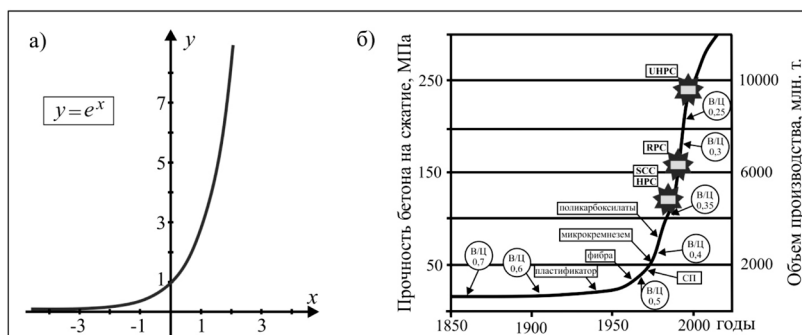 а)
y
y = eˣ
7
5
3
1
-3
-1
1
3
x
б)
Прочность бетона на сжатие, МПа
250
150
50
1850
1900
1950
2000
годы
10000
6000
2000
Объем производства, млн. т.
UHPC
В/Ц
0,25
RPC
В/Ц
0,3
SCC
HPC
В/Ц
0,35
поликарбоксилаты
микрокремнезем
В/Ц
0,4
фибра
пластификатор
СП
В/Ц
0,7
В/Ц
0,6
В/Ц
0,5